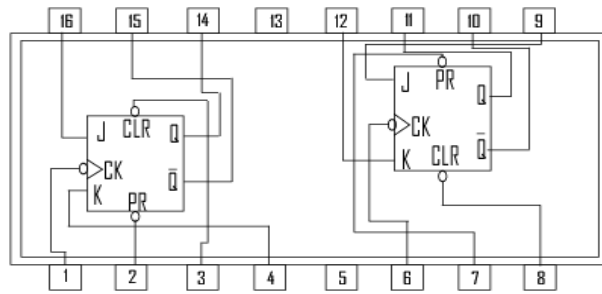 16 15 14 13 12 11 10 9
J CLR Q
CK
K PR Q̅
J PR Q
CK
K CLR Q̅
1 2 3 4 5 6 7 8